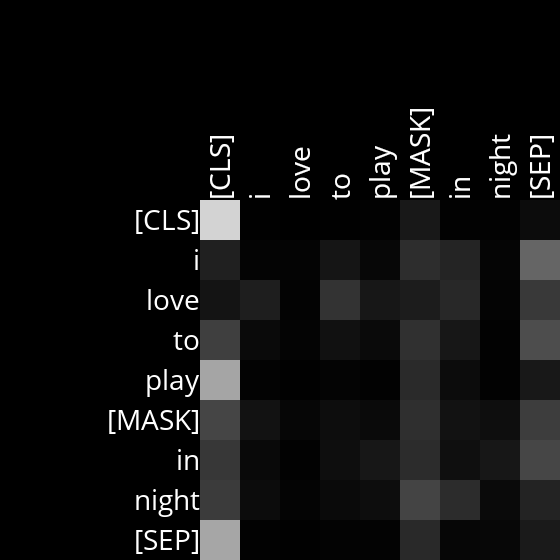 [CLS] i love to play [MASK] in night [SEP]
[CLS]
i
love
to
play
[MASK]
in
night
[SEP]